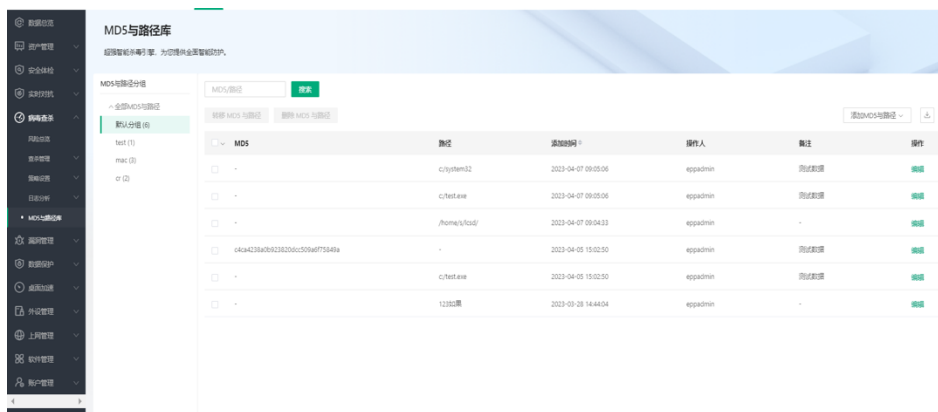 数据总览
资产管理
安全体检
实时对抗
病毒查杀
风险总览
查杀管理
策略设置
日志分析
MD5与路径库
漏洞管理
数据保护
桌面加速
外设管理
上网管理
软件管理
账户管理
MD5与路径库
超强智能杀毒引擎，为您提供全面智能防护。
MD5与路径分组
全部MD5与路径
默认分组 (6)
test (1)
mac (3)
cr (2)
MD5/路径 搜索
转移 MD5 与路径 删除 MD5 与路径 添加MD5与路径
MD5 路径 添加时间 操作人 备注 操作
- c:/system32 2023-04-07 09:05:06 eppadmin 测试数据 编辑
- c:/test.exe 2023-04-07 09:05:06 eppadmin 测试数据 编辑
- /home/s/lcsd/ 2023-04-07 09:04:33 eppadmin - 编辑
c4ca4238a0b923820dcc509a6f75849a - 2023-04-05 15:02:50 eppadmin 测试数据 编辑
- c:/test.exe 2023-04-05 15:02:50 eppadmin 测试数据 编辑
- 123如果 2023-03-28 14:44:04 eppadmin - 编辑